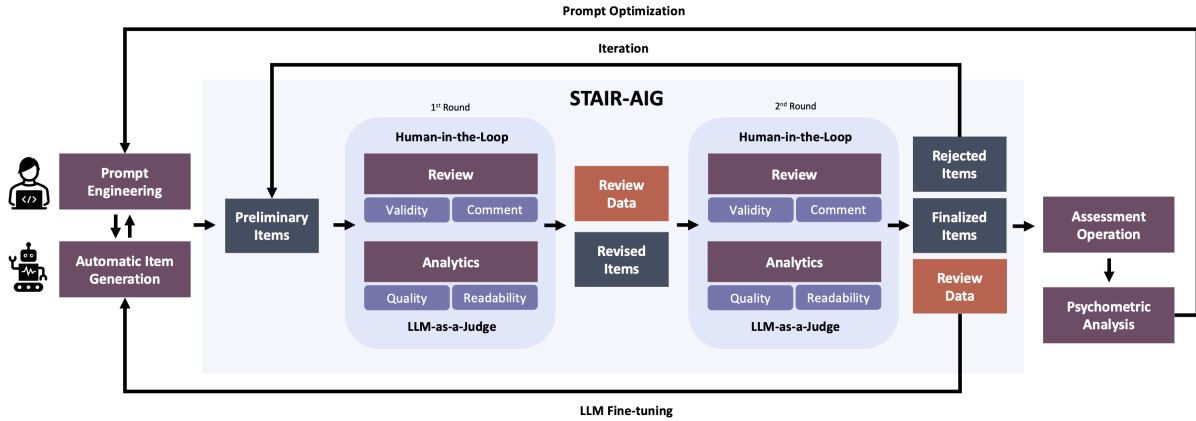 Prompt Optimization
Iteration
STAIR-AIG
1st Round
2nd Round
Human-in-the-Loop
Human-in-the-Loop
Prompt
Engineering
Automatic Item
Generation
Preliminary
Items
Review
Validity
Comment
Analytics
Quality
Readability
LLM-as-a-Judge
Review
Data
Revised
Items
Review
Validity
Comment
Analytics
Quality
Readability
LLM-as-a-Judge
Rejected
Items
Finalized
Items
Review
Data
Assessment
Operation
Psychometric
Analysis
LLM Fine-tuning